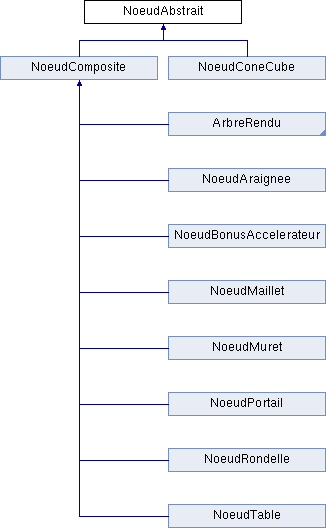 NoeudAbstrait
NoeudComposite
NoeudConeCube
ArbreRendu
NoeudAraignee
NoeudBonusAccelerateur
NoeudMaillet
NoeudMuret
NoeudPortail
NoeudRondelle
NoeudTable